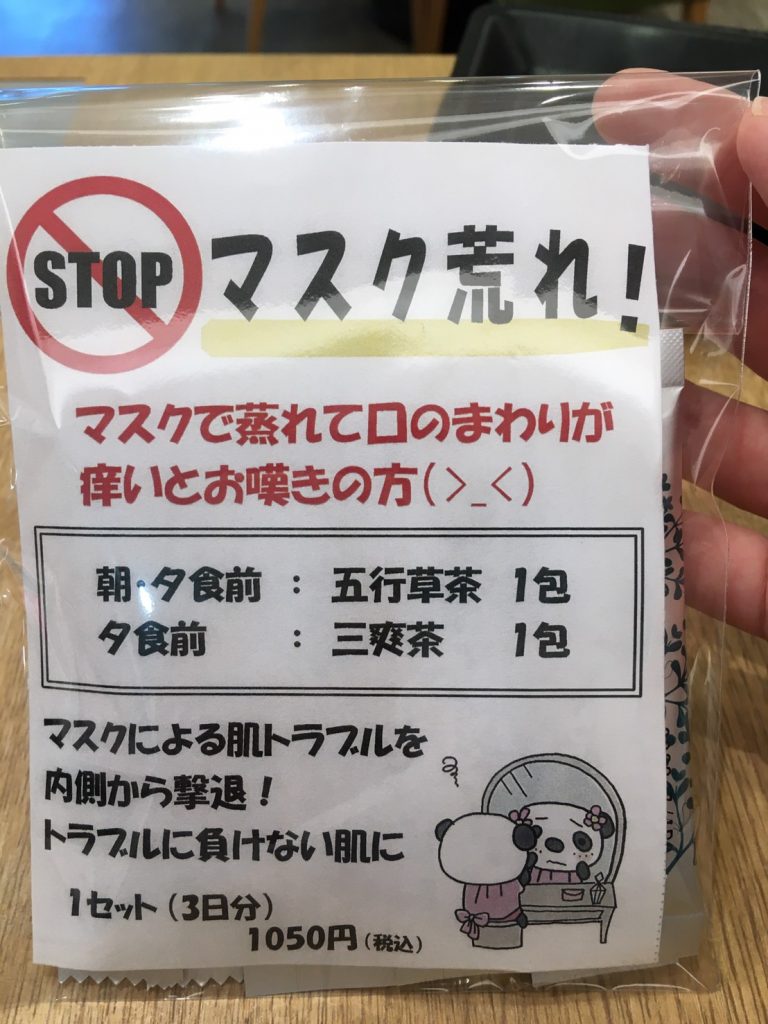 STOP マスク荒れ!
マスクで蒸れて口のまわりが
痒いとお嘆きの方(>_<)
朝・夕食前 : 五行草茶 1包
夕食前 : 三爽茶 1包
マスクによる肌トラブルを
内側から撃退!
トラブルに負けない肌に
1セット(3日分)
1050円(税込)